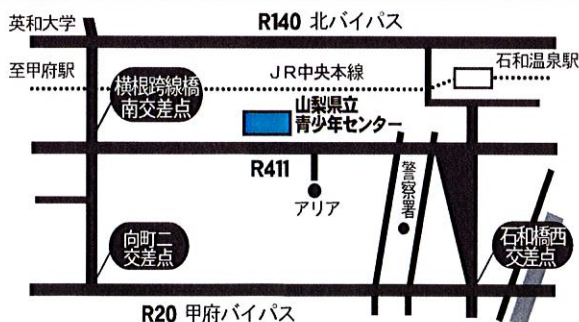 英和大学
R140 北バイパス
石和温泉駅
至甲府駅
JR中央本線
横根跨線橋
南交差点
山梨県立
青少年センター
R411
アリア
警察署
向町二
交差点
石和橋西
交差点
R20 甲府バイパス